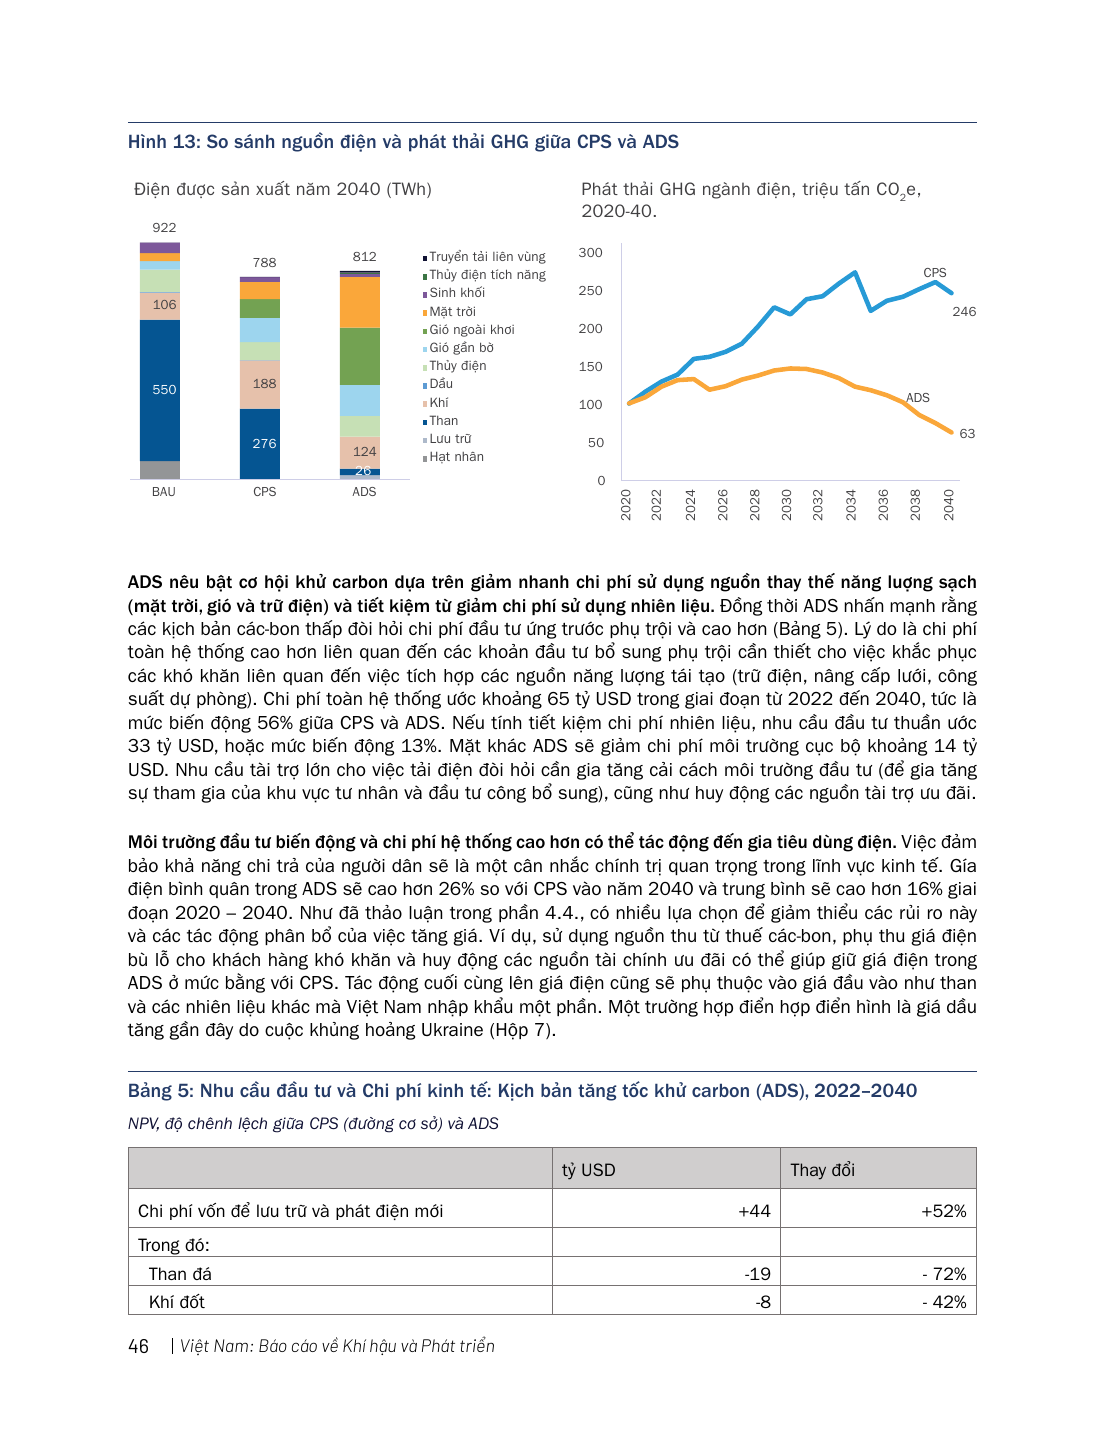 Hình 13: So sánh nguồn điện và phát thải GHG giữa CPS và ADS
Điện được sản xuất năm 2040 (TWh)
922
788
812
106
550
188
276
124
26
BAU
CPS
ADS
Truyền tải liên vùng
Thủy điện tích năng
Sinh khối
Mặt trời
Gió ngoài khơi
Gió gần bờ
Thủy điện
Dầu
Khí
Than
Lưu trữ
Hạt nhân
Phát thải GHG ngành điện, triệu tấn CO2e,
2020-40.
300
250
200
150
100
50
0
CPS
246
ADS
63
2020
2022
2024
2026
2028
2030
2032
2034
2036
2038
2040
ADS nêu bật cơ hội khử carbon dựa trên giảm nhanh chi phí sử dụng nguồn thay thế năng luợng sạch
(mặt trời, gió và trữ điện) và tiết kiệm từ giảm chi phí sử dụng nhiên liệu. Đồng thời ADS nhấn mạnh rằng
các kịch bản các-bon thấp đòi hỏi chi phí đầu tư ứng trước phụ trội và cao hơn (Bảng 5). Lý do là chi phí
toàn hệ thống cao hơn liên quan đến các khoản đầu tư bổ sung phụ trội cần thiết cho việc khắc phục
các khó khăn liên quan đến việc tích hợp các nguồn năng lượng tái tạo (trữ điện, nâng cấp lưới, công
suất dự phòng). Chi phí toàn hệ thống ước khoảng 65 tỷ USD trong giai đoạn từ 2022 đến 2040, tức là
mức biến động 56% giữa CPS và ADS. Nếu tính tiết kiệm chi phí nhiên liệu, nhu cầu đầu tư thuần ước
33 tỷ USD, hoặc mức biến động 13%. Mặt khác ADS sẽ giảm chi phí môi trường cục bộ khoảng 14 tỷ
USD. Nhu cầu tài trợ lớn cho việc tải điện đòi hỏi cần gia tăng cải cách môi trường đầu tư (để gia tăng
sự tham gia của khu vực tư nhân và đầu tư công bổ sung), cũng như huy động các nguồn tài trợ ưu đãi.
Môi trường đầu tư biến động và chi phí hệ thống cao hơn có thể tác động đến gia tiêu dùng điện. Việc đảm
bảo khả năng chi trả của người dân sẽ là một cân nhắc chính trị quan trọng trong lĩnh vực kinh tế. Gía
điện bình quân trong ADS sẽ cao hơn 26% so với CPS vào năm 2040 và trung bình sẽ cao hơn 16% giai
đoạn 2020 – 2040. Như đã thảo luận trong phần 4.4., có nhiều lựa chọn để giảm thiểu các rủi ro này
và các tác động phân bổ của việc tăng giá. Ví dụ, sử dụng nguồn thu từ thuế các-bon, phụ thu giá điện
bù lỗ cho khách hàng khó khăn và huy động các nguồn tài chính ưu đãi có thể giúp giữ giá điện trong
ADS ở mức bằng với CPS. Tác động cuối cùng lên giá điện cũng sẽ phụ thuộc vào giá đầu vào như than
và các nhiên liệu khác mà Việt Nam nhập khẩu một phần. Một trường hợp điển hợp điển hình là giá dầu
tăng gần đây do cuộc khủng hoảng Ukraine (Hộp 7).
Bảng 5: Nhu cầu đầu tư và Chi phí kinh tế: Kịch bản tăng tốc khử carbon (ADS), 2022–2040
NPV, độ chênh lệch giữa CPS (đường cơ sở) và ADS
tỷ USD Thay đổi
Chi phí vốn để lưu trữ và phát điện mới +44 +52%
Trong đó:
Than đá -19 - 72%
Khí đốt -8 - 42%
46 | Việt Nam: Báo cáo về Khí hậu và Phát triển